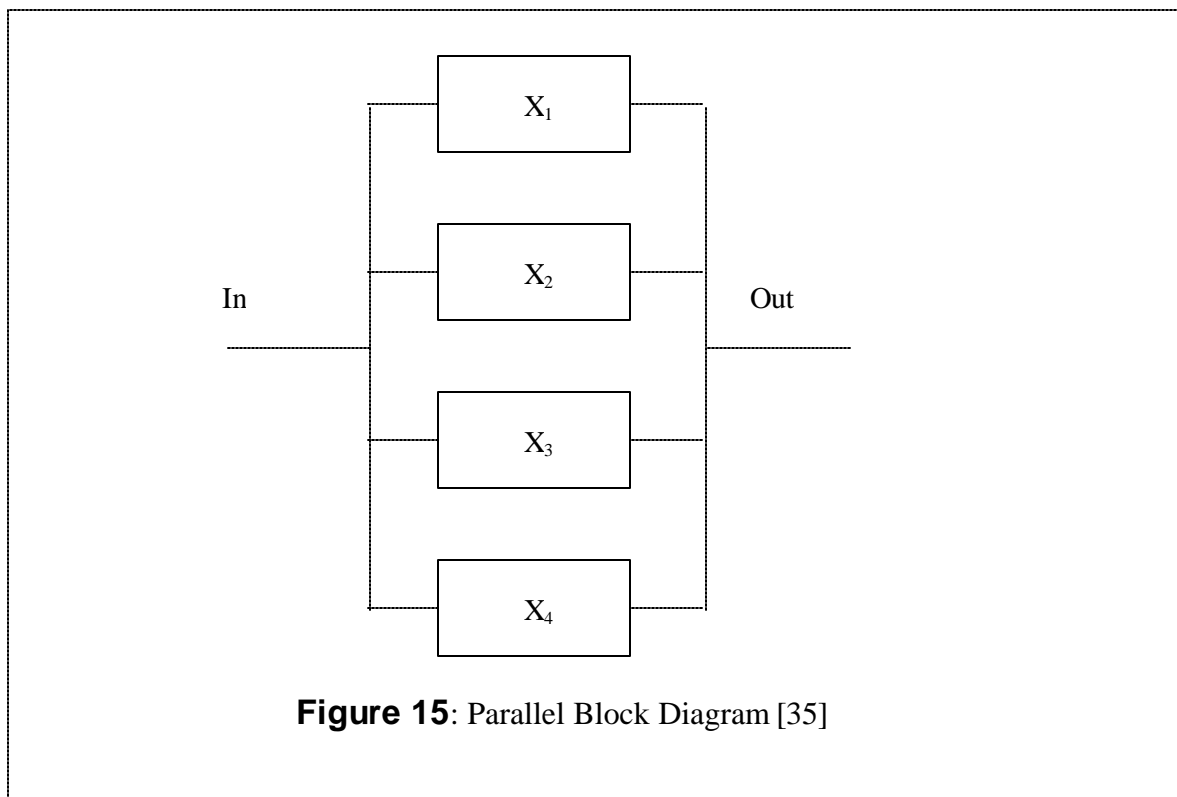 X₁
X₂
In
Out
X₃
X₄
Figure 15: Parallel Block Diagram [35]